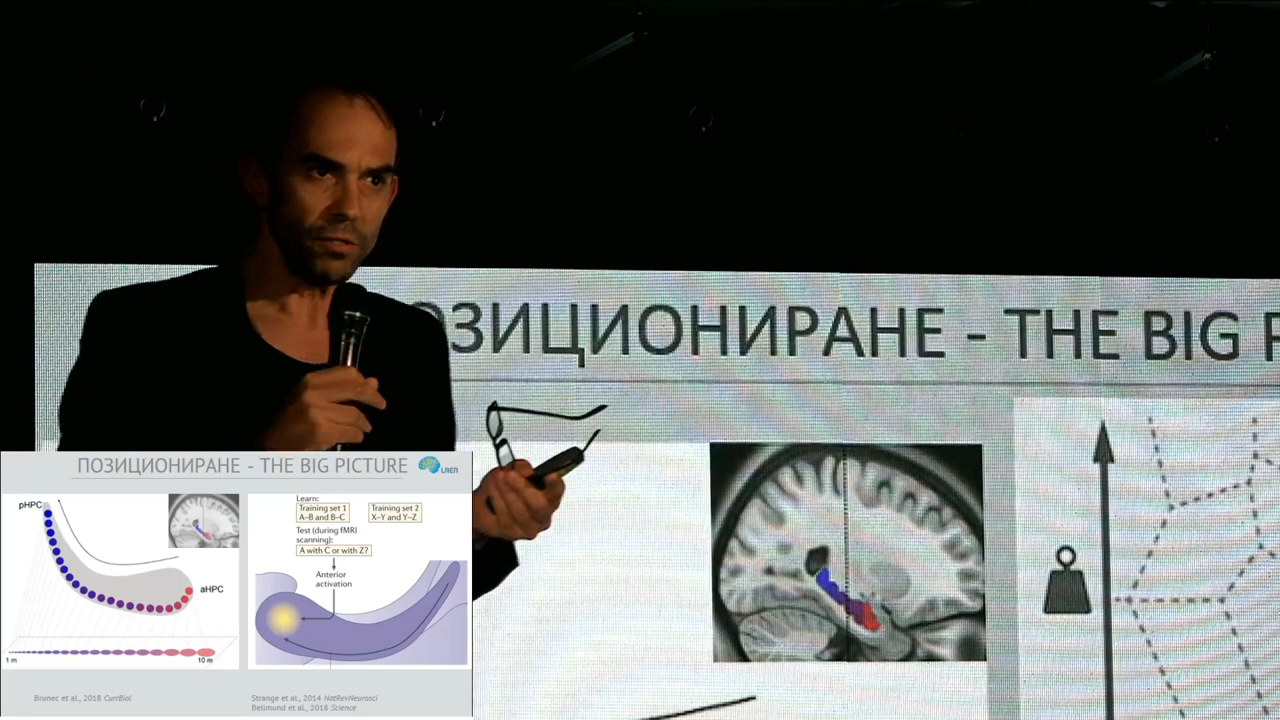 ОЗИЦИОНИРАНЕ - THE BIG P
ПОЗИЦИОНИРАНЕ - THE BIG PICTURE
LREN
pHPC
aHPC
1 m
10 m
Learn:
Training set 1
A–B and B–C
Training set 2
X–Y and Y–Z
Test (during fMRI
scanning):
A with C or with Z?
Anterior
activation
Brunec et al., 2018 CurrBiol
Strange et al., 2014 NatRevNeurosci
Bellmund et al., 2018 Science